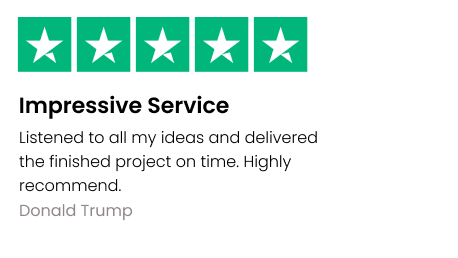 Impressive Service
Listened to all my ideas and delivered
the finished project on time. Highly
recommend.
Donald Trump